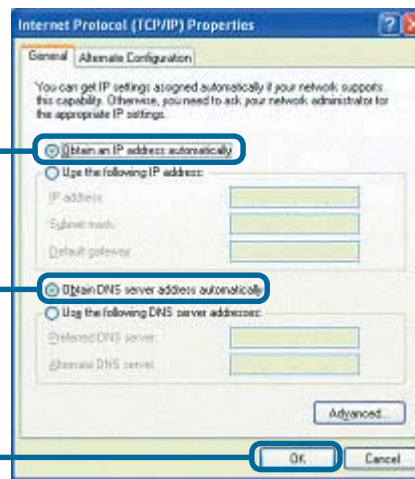 Internet Protocol (TCP/IP) Properties
General
Alternate Configuration
You can get IP settings assigned automatically if your network supports
this capability. Otherwise, you need to ask your network administrator for
the appropriate IP settings.
Obtain an IP address automatically
Use the following IP address:
IP address:
Subnet mask:
Default gateway:
Obtain DNS server address automatically
Use the following DNS server addresses:
Preferred DNS server:
Alternate DNS server:
Advanced...
OK
Cancel